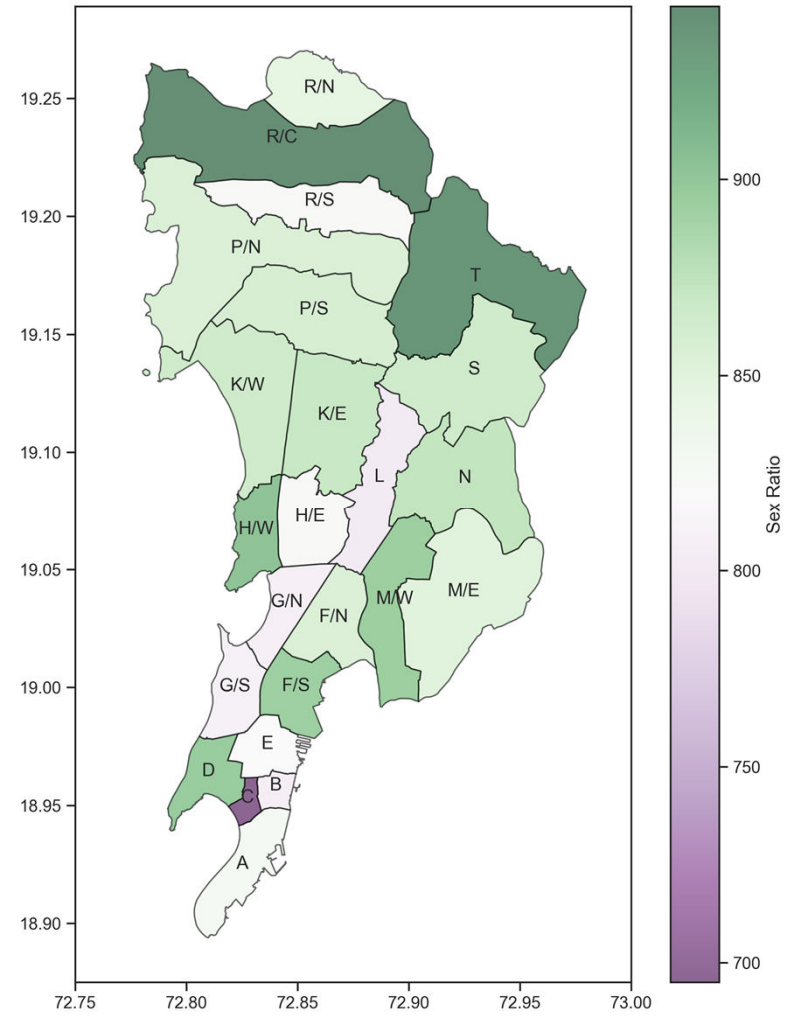 19.25
19.20
19.15
19.10
19.05
19.00
18.95
18.90
R/N
R/C
R/S
P/N
T
P/S
S
K/W
K/E
L
N
H/W
H/E
G/N
F/N
M/W
M/E
G/S
F/S
E
D
B
C
A
72.75 72.80 72.85 72.90 72.95 73.00
900
850
800
750
700
Sex Ratio